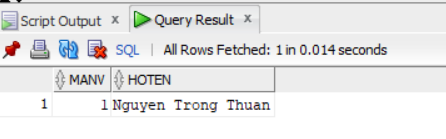 Script Output x Query Result x
SQL | All Rows Fetched: 1 in 0.014 seconds
MANV HOTEN
1 1 Nguyen Trong Thuan